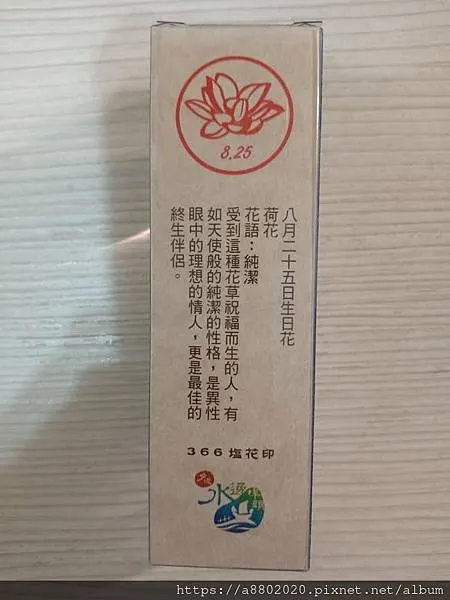 8.25
八月二十五日生日花
荷花
花語：純潔
受到這種花草祝福而生的人，有
如天使般的純潔的性格，是異性
眼中的理想的情人，更是最佳的
終生伴侶。
366塩花印
水
https://a8802020.pixnet.net/album